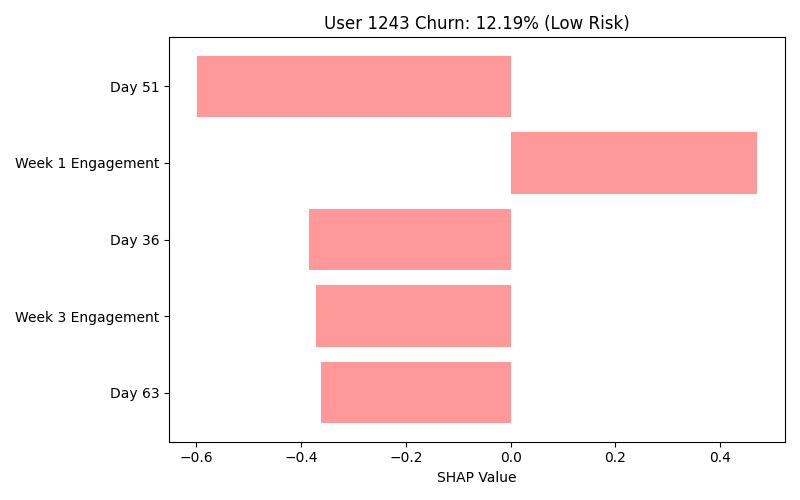 User 1243 Churn: 12.19% (Low Risk)
Day 51
Week 1 Engagement
Day 36
Week 3 Engagement
Day 63
−0.6
−0.4
−0.2
0.0
0.2
0.4
SHAP Value